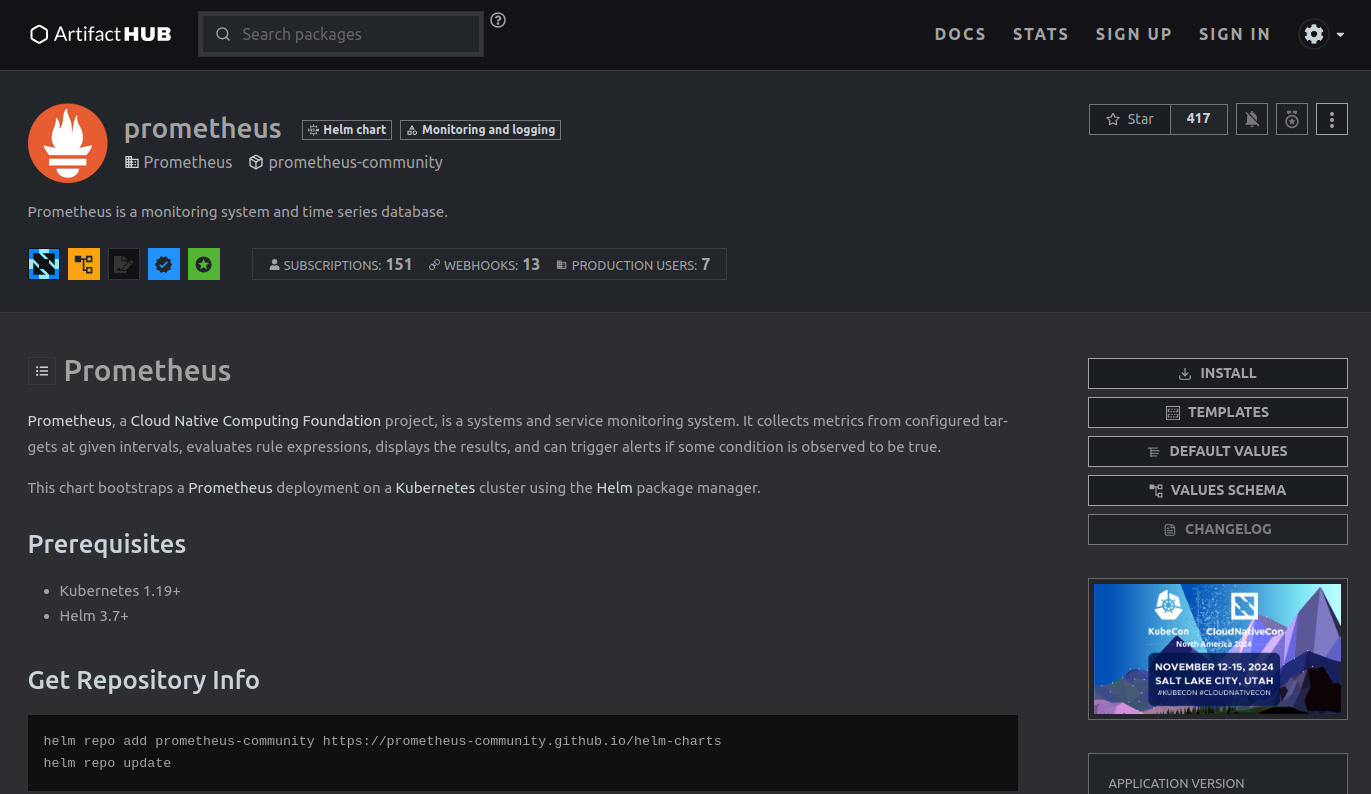 ArtifactHUB
Search packages
DOCS STATS SIGN UP SIGN IN
prometheus
Helm chart
Monitoring and logging
Star 417
Prometheus prometheus-community
Prometheus is a monitoring system and time series database.
SUBSCRIPTIONS: 151 WEBHOOKS: 13 PRODUCTION USERS: 7
Prometheus
Prometheus, a Cloud Native Computing Foundation project, is a systems and service monitoring system. It collects metrics from configured tar-
gets at given intervals, evaluates rule expressions, displays the results, and can trigger alerts if some condition is observed to be true.
This chart bootstraps a Prometheus deployment on a Kubernetes cluster using the Helm package manager.
Prerequisites
• Kubernetes 1.19+
• Helm 3.7+
Get Repository Info
helm repo add prometheus-community https://prometheus-community.github.io/helm-charts
helm repo update
INSTALL
TEMPLATES
DEFAULT VALUES
VALUES SCHEMA
CHANGELOG
KubeCon CloudNativeCon
North America 2024
NOVEMBER 12-15, 2024
SALT LAKE CITY, UTAH
#KUBECON #CLOUDNATIVECON
APPLICATION VERSION